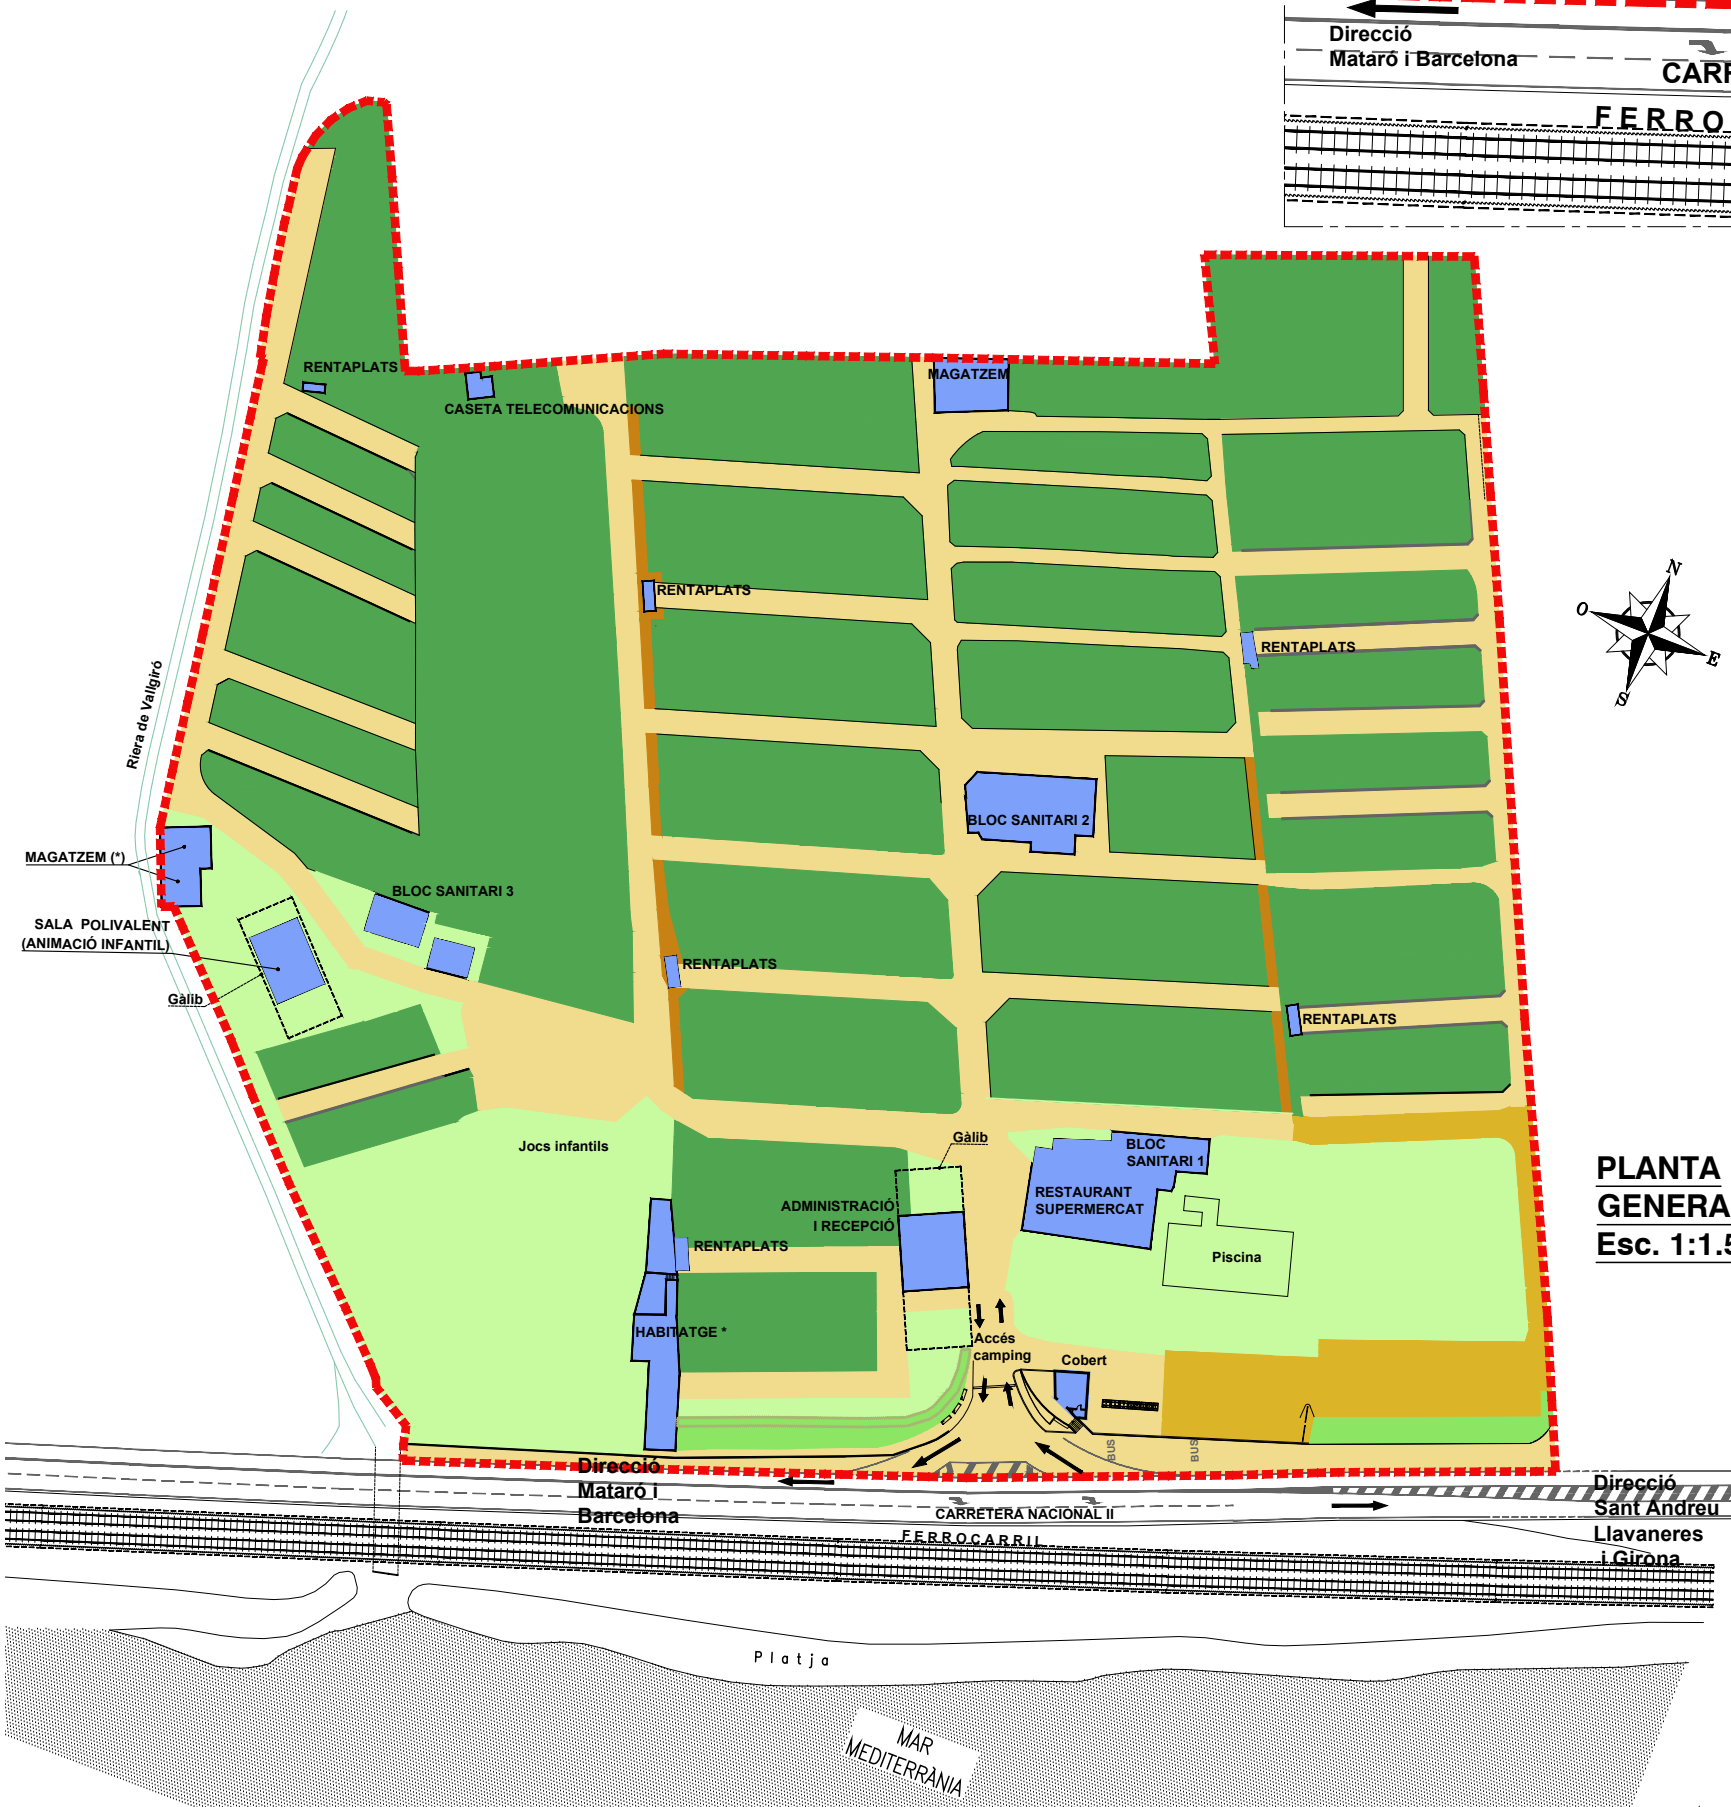 Direcció
Mataró i Barcelona
CARR
FERRO
RENTAPLATS
CASETA TELECOMUNICACIONS
MAGATZEM
RENTAPLATS
RENTAPLATS
N
O
E
S
Riera de Vallgiró
BLOC SANITARI 2
MAGATZEM (*)
BLOC SANITARI 3
SALA POLIVALENT
(ANIMACIÓ INFANTIL)
Gàlib
RENTAPLATS
RENTAPLATS
Jocs infantils
Gàlib
BLOC
SANITARI 1
RESTAURANT
SUPERMERCAT
ADMINISTRACIÓ
I RECEPCIÓ
RENTAPLATS
Piscina
PLANTA
GENERA
Esc. 1:1.5
HABITATGE *
Accés
camping
Cobert
BUS
BUS
Direcció
Mataró i
Barcelona
CARRETERA NACIONAL II
FERROCARRIL
Direcció
Sant Andreu
Llavaneres
i Girona
Platja
MAR
MEDITERRÀNIA